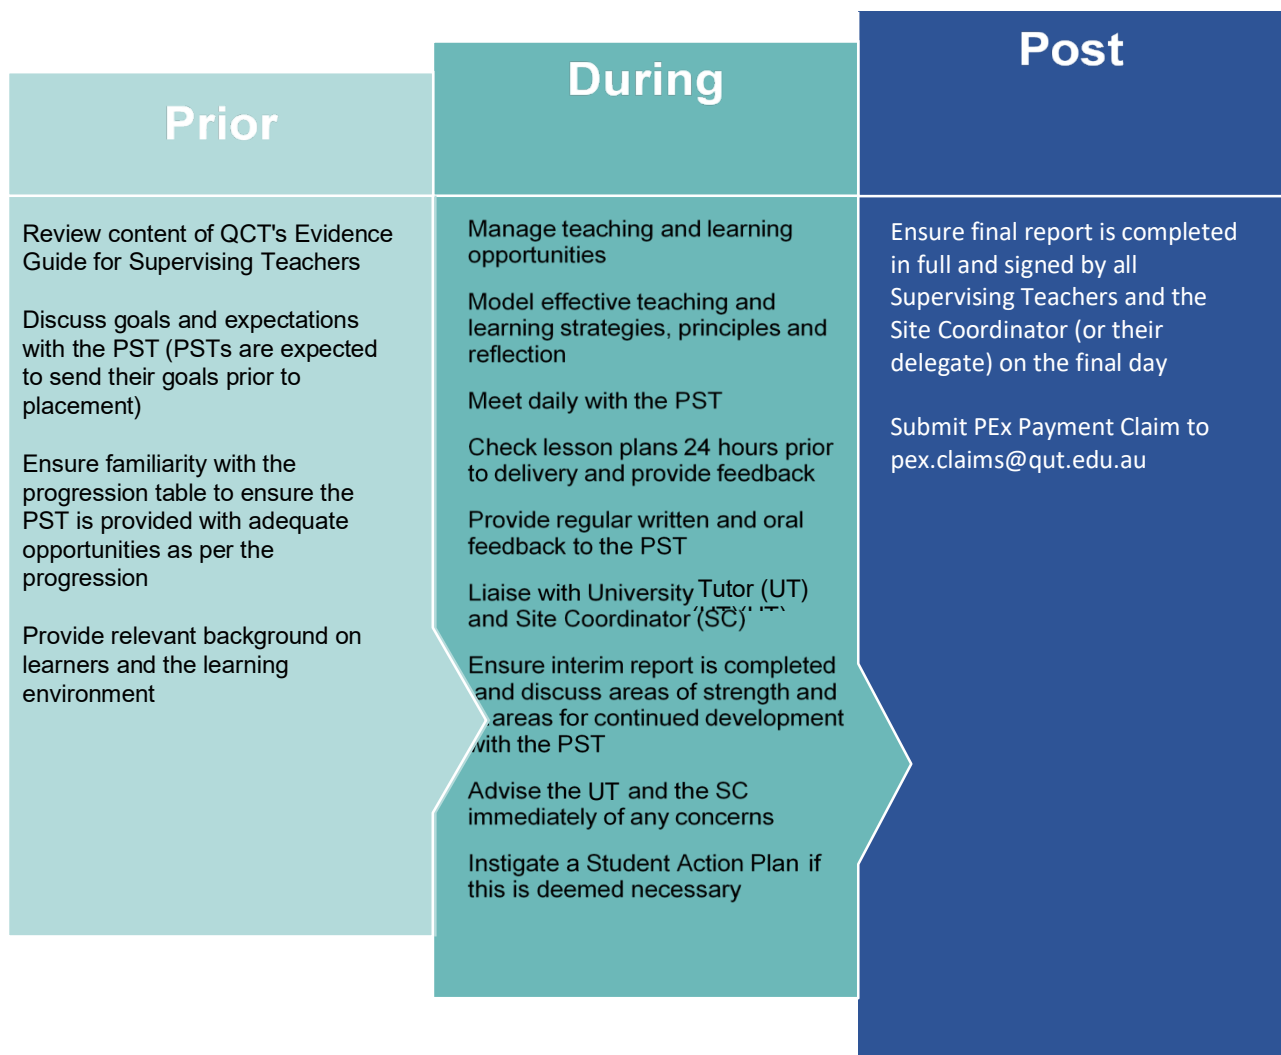 Prior
Review content of QCT's Evidence
Guide for Supervising Teachers
Discuss goals and expectations
with the PST (PSTs are expected
to send their goals prior to
placement)
Ensure familiarity with the
progression table to ensure the
PST is provided with adequate
opportunities as per the
progression
Provide relevant background on
learners and the learning
environment
During
Manage teaching and learning
opportunities
Model effective teaching and
learning strategies, principles and
reflection
Meet daily with the PST
Check lesson plans 24 hours prior
to delivery and provide feedback
Provide regular written and oral
feedback to the PST
Liaise with University Tutor (UT)
and Site Coordinator (SC)
Ensure interim report is completed
and discuss areas of strength and
areas for continued development
with the PST
Advise the UT and the SC
immediately of any concerns
Instigate a Student Action Plan if
this is deemed necessary
Post
Ensure final report is completed
in full and signed by all
Supervising Teachers and the
Site Coordinator (or their
delegate) on the final day
Submit PEx Payment Claim to
pex.claims@qut.edu.au